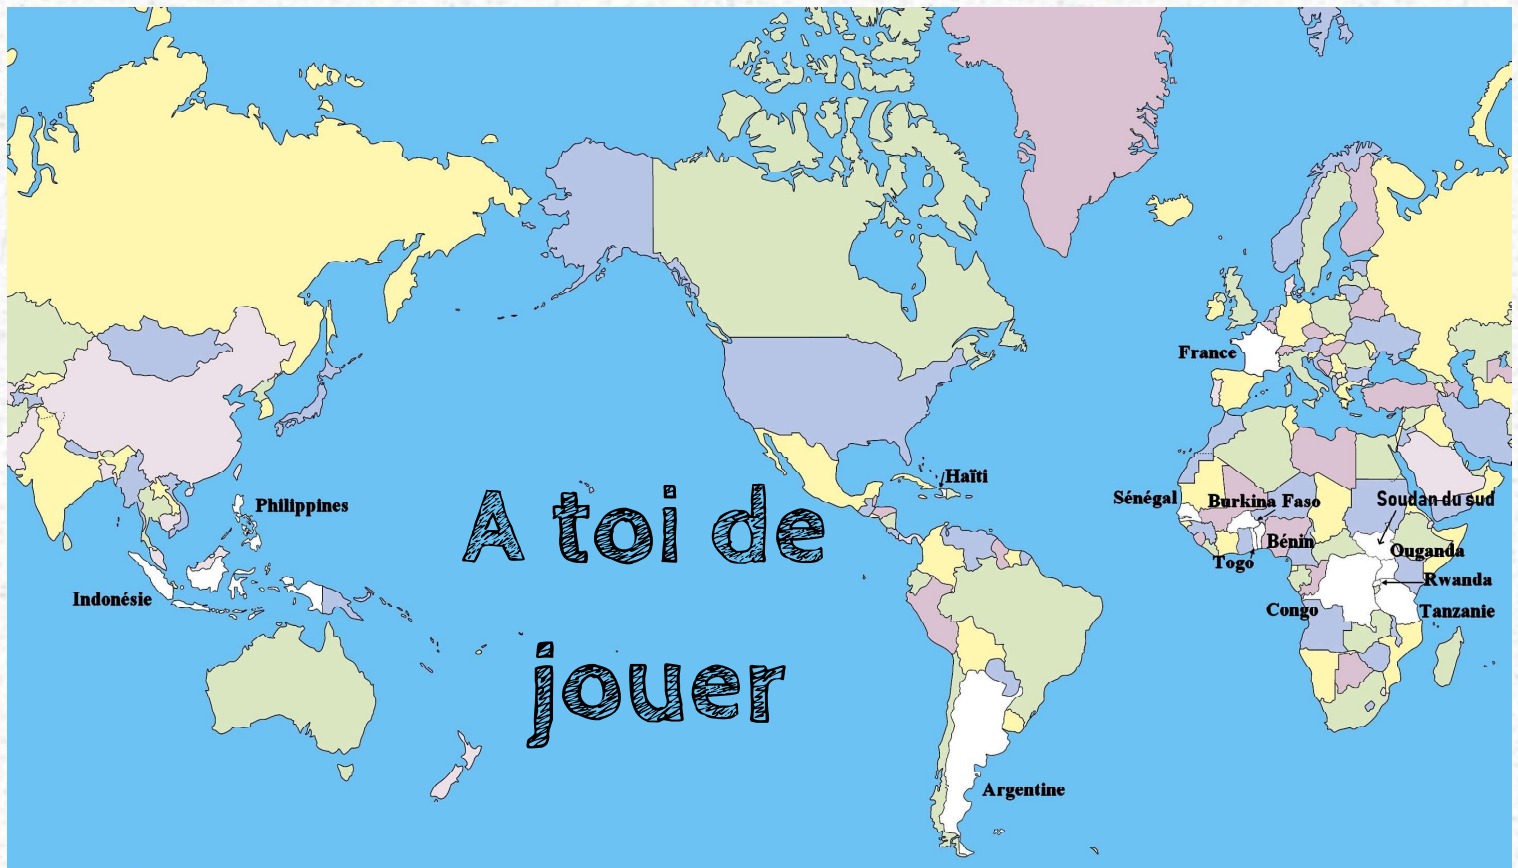 France
Haïti
Sénégal
Burkina Faso
Soudan du sud
Philippines
A toi de
Bénin
Ouganda
Togo
Rwanda
Indonésie
Congo
Tanzanie
jouer
Argentine